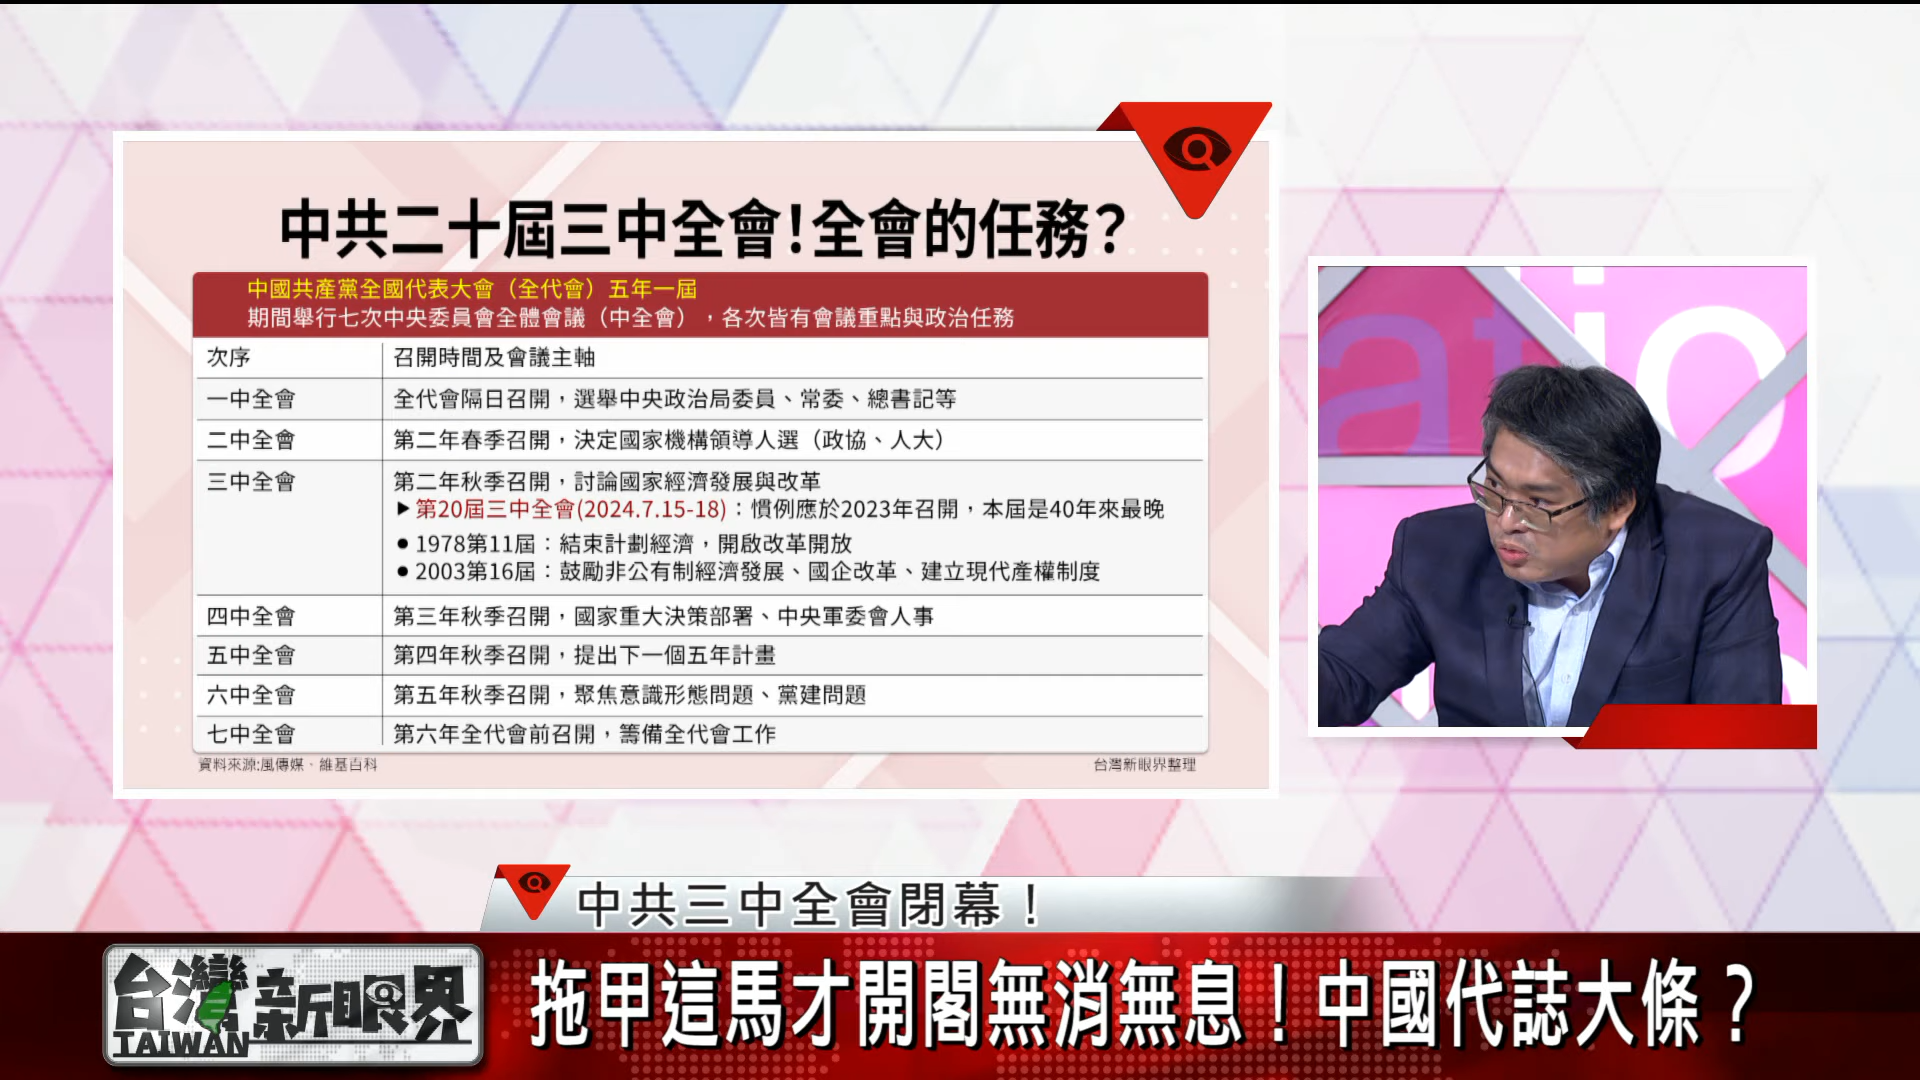 中共二十屆三中全會!全會的任務?
中國共產黨全國代表大會（全代會）五年一屆
期間舉行七次中央委員會全體會議（中全會），各次皆有會議重點與政治任務
次序 召開時間及會議主軸
一中全會 全代會隔日召開，選舉中央政治局委員、常委、總書記等
二中全會 第二年春季召開，決定國家機構領導人選（政協、人大）
三中全會 第二年秋季召開，討論國家經濟發展與改革
▶第20屆三中全會(2024.7.15-18)：慣例應於2023年召開，本屆是40年來最晚
●1978第11屆：結束計劃經濟，開啟改革開放
●2003第16屆：鼓勵非公有制經濟發展、國企改革、建立現代產權制度
四中全會 第三年秋季召開，國家重大決策部署、中央軍委會人事
五中全會 第四年秋季召開，提出下一個五年計畫
六中全會 第五年秋季召開，聚焦意識形態問題、黨建問題
七中全會 第六年全代會前召開，籌備全代會工作
資料來源:風傳媒、維基百科 台灣新眼界整理
atio
中共三中全會閉幕！
台灣新眼界
TAIWAN
拖甲這馬才開閣無消無息！中國代誌大條？